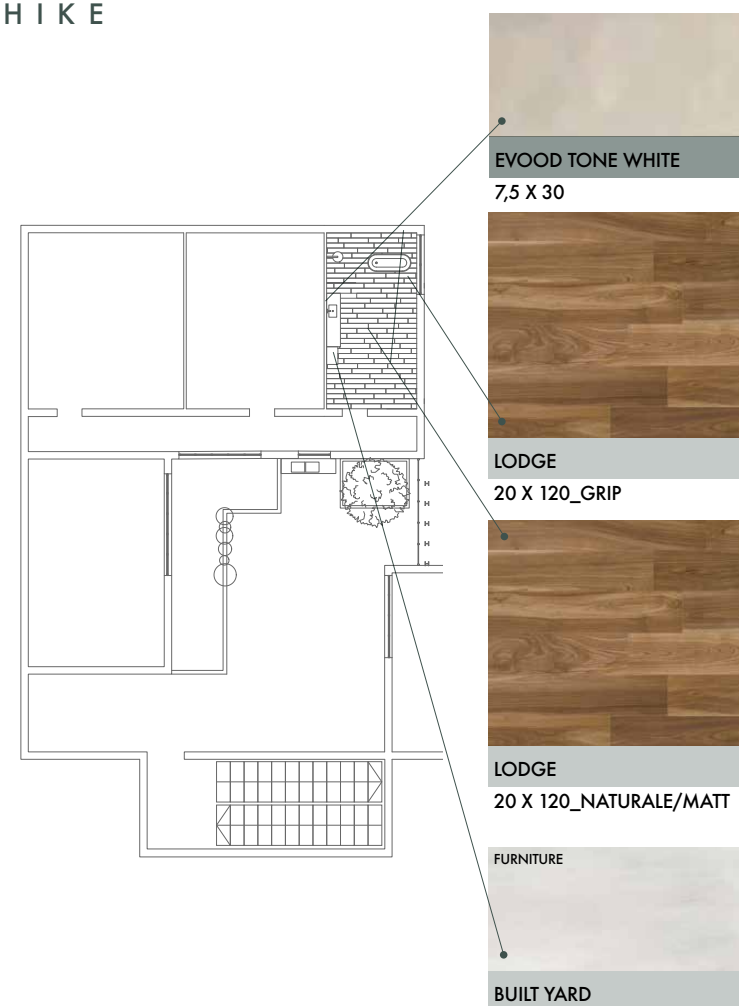 HIKE
EVOOD TONE WHITE
7,5 X 30
LODGE
20 X 120_GRIP
H
H
H
H
H
LODGE
20 X 120_NATURALE/MATT
FURNITURE
BUILT YARD